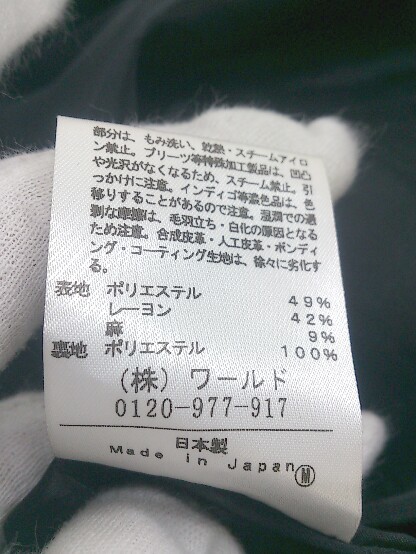 部分は、もみ洗い、乾熱・スチームアイロ
ン禁止。プリーツ等特殊加工製品は、凹凸
や光沢がなくなるため、スチーム禁止。引
っかけに注意。インディゴ等濃色品は、色
移りすることがあるので注意。湿潤での過
剰な摩擦は、毛羽立ち・白化の原因となる
ため注意。合成皮革・人工皮革・ボンディ
ング・コーティング生地は、徐々に劣化す
る。
表地 ポリエステル 49%
レーヨン 42%
麻 9%
裏地 ポリエステル 100%
(株) ワールド
0120-977-917
日本製
Made in Japan Ⓜ